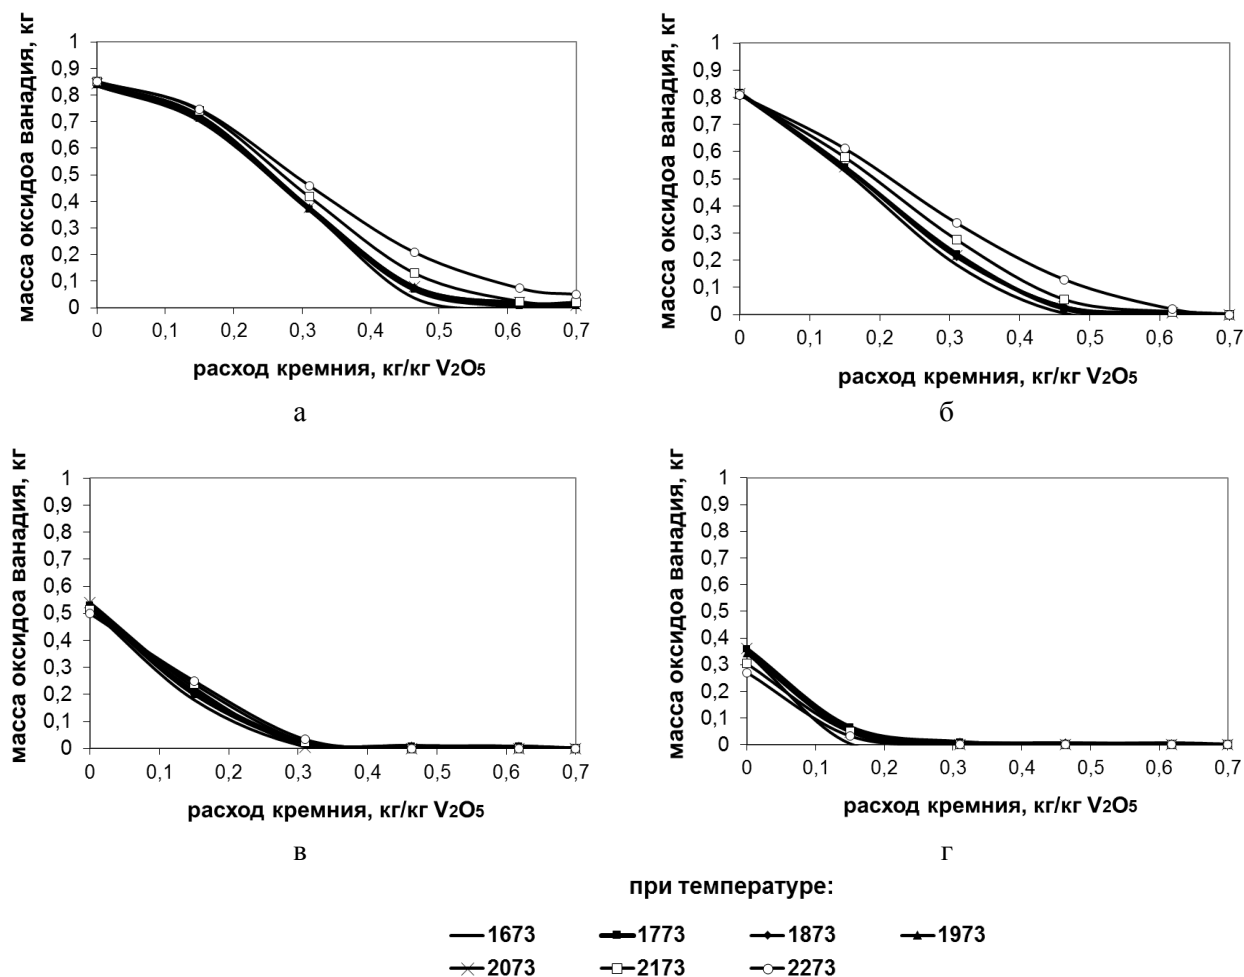 масса оксидоа ванадия, кг
1
0,9
0,8
0,7
0,6
0,5
0,4
0,3
0,2
0,1
0
0 0,1 0,2 0,3 0,4 0,5 0,6 0,7
расход кремния, кг/кг V2O5
а
масса оксидоа ванадия, кг
1
0,9
0,8
0,7
0,6
0,5
0,4
0,3
0,2
0,1
0
0 0,1 0,2 0,3 0,4 0,5 0,6 0,7
расход кремния, кг/кг V2O5
б
масса оксидоа ванадия, кг
1
0,9
0,8
0,7
0,6
0,5
0,4
0,3
0,2
0,1
0
0 0,1 0,2 0,3 0,4 0,5 0,6 0,7
расход кремния, кг/кг V2O5
в
масса оксидоа ванадия, кг
1
0,9
0,8
0,7
0,6
0,5
0,4
0,3
0,2
0,1
0
0 0,1 0,2 0,3 0,4 0,5 0,6 0,7
расход кремния, кг/кг V2O5
г
при температуре:
1673 1773 1873 1973
2073 2173 2273